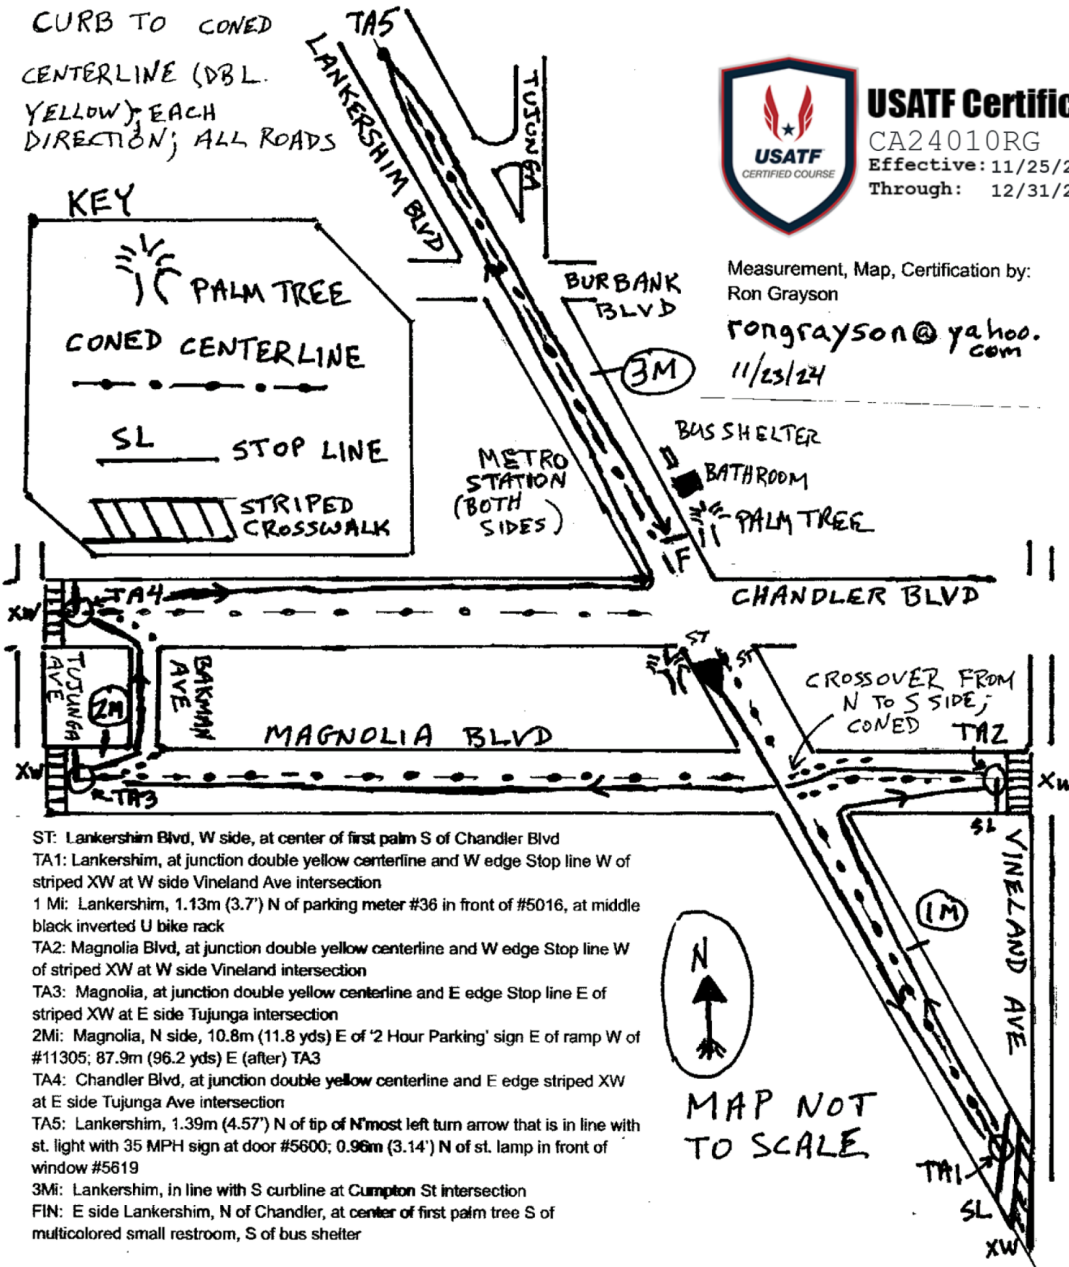 CURB TO CONED
CENTERLINE (DBL.
YELLOW); EACH
DIRECTION; ALL ROADS
KEY
PALM TREE
CONED CENTERLINE
SL STOP LINE
STRIPED
CROSSWALK
TA5
LANKERSHIM BLVD
TUJUNGA
USATF
CERTIFIED COURSE
USATF Certific
CA24010RG
Effective: 11/25/2
Through: 12/31/2
Measurement, Map, Certification by:
Ron Grayson
rongrayson@yahoo.
com
11/23/24
BURBANK
BLVD
3M
BUS SHELTER
BATHROOM
PALM TREE
METRO
STATION
(BOTH
SIDES)
F
XW
TA4
CHANDLER BLVD
TUJUNGA
AVE
2M
BAKMAN
AVE
ST
ST
CROSSOVER FROM
N TO S SIDE;
CONED
MAGNOLIA BLVD
TA2
XW
TA3
XW
SL
VINELAND AVE
1M
N
MAP NOT
TO SCALE
TA1
SL
XW
ST: Lankershim Blvd, W side, at center of first palm S of Chandler Blvd
TA1: Lankershim, at junction double yellow centerline and W edge Stop line W of
striped XW at W side Vineland Ave intersection
1 Mi: Lankershim, 1.13m (3.7') N of parking meter #36 in front of #5016, at middle
black inverted U bike rack
TA2: Magnolia Blvd, at junction double yellow centerline and W edge Stop line W
of striped XW at W side Vineland intersection
TA3: Magnolia, at junction double yellow centerline and E edge Stop line E of
striped XW at E side Tujunga intersection
2Mi: Magnolia, N side, 10.8m (11.8 yds) E of '2 Hour Parking' sign E of ramp W of
#11305; 87.9m (96.2 yds) E (after) TA3
TA4: Chandler Blvd, at junction double yellow centerline and E edge striped XW
at E side Tujunga Ave intersection
TA5: Lankershim, 1.39m (4.57') N of tip of N'most left turn arrow that is in line with
st. light with 35 MPH sign at door #5600; 0.96m (3.14') N of st. lamp in front of
window #5619
3Mi: Lankershim, in line with S curbline at Cumpton St intersection
FIN: E side Lankershim, N of Chandler, at center of first palm tree S of
multicolored small restroom, S of bus shelter